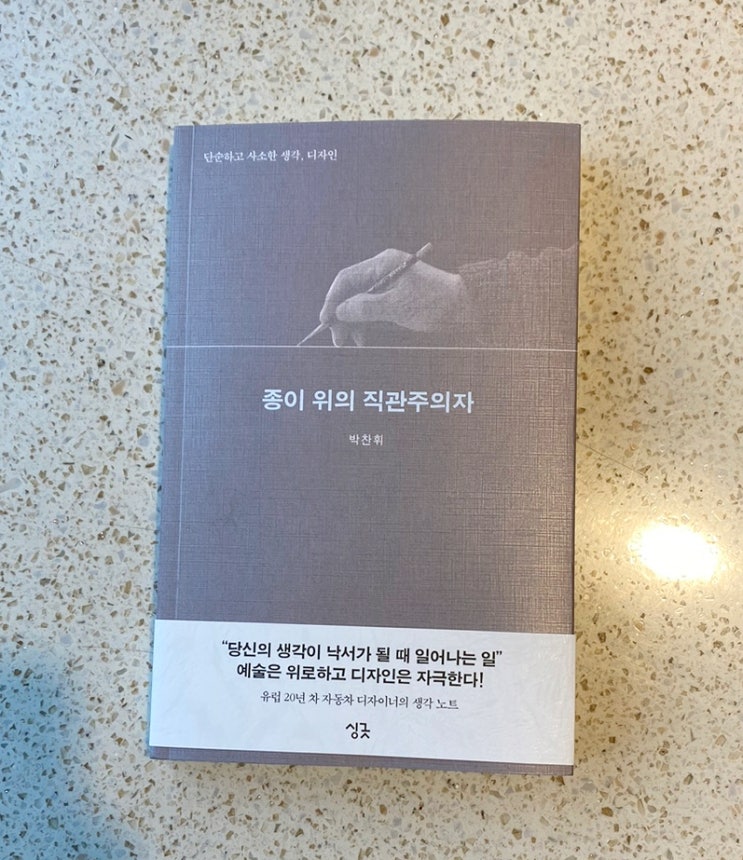 단순하고 사소한 생각, 디자인
종이 위의 직관주의자
박찬휘
“당신의 생각이 낙서가 될 때 일어나는 일”
예술은 위로하고 디자인은 자극한다!
유럽 20년 차 자동차 디자이너의 생각 노트
싱긋